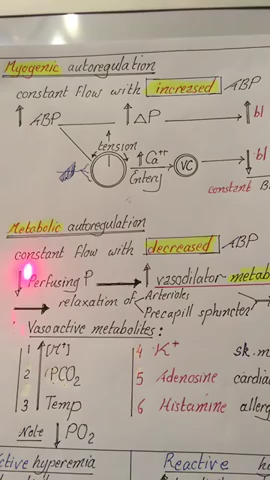 Myogenic autoregulation
constant flow with increased ABP
↑ ABP → ↑ ΔP → ↑ bl
tension
↑ Ca++
Entery
VC
↓ bl
constant B
Metabolic autoregulation
constant flow with decreased ABP
↓ Perfusing P → ↑ vasodilator-metab
→ relaxation of Arterioles
Precapill sphincter
Vasoactive metabolites:
1 ↑ [H+] 4 K+ sk.m
2 PCO2 5 Adenosine cardia
3 Temp 6 Histamine allerg
Note ↓ PO2
ctive hyperemia Reactive h